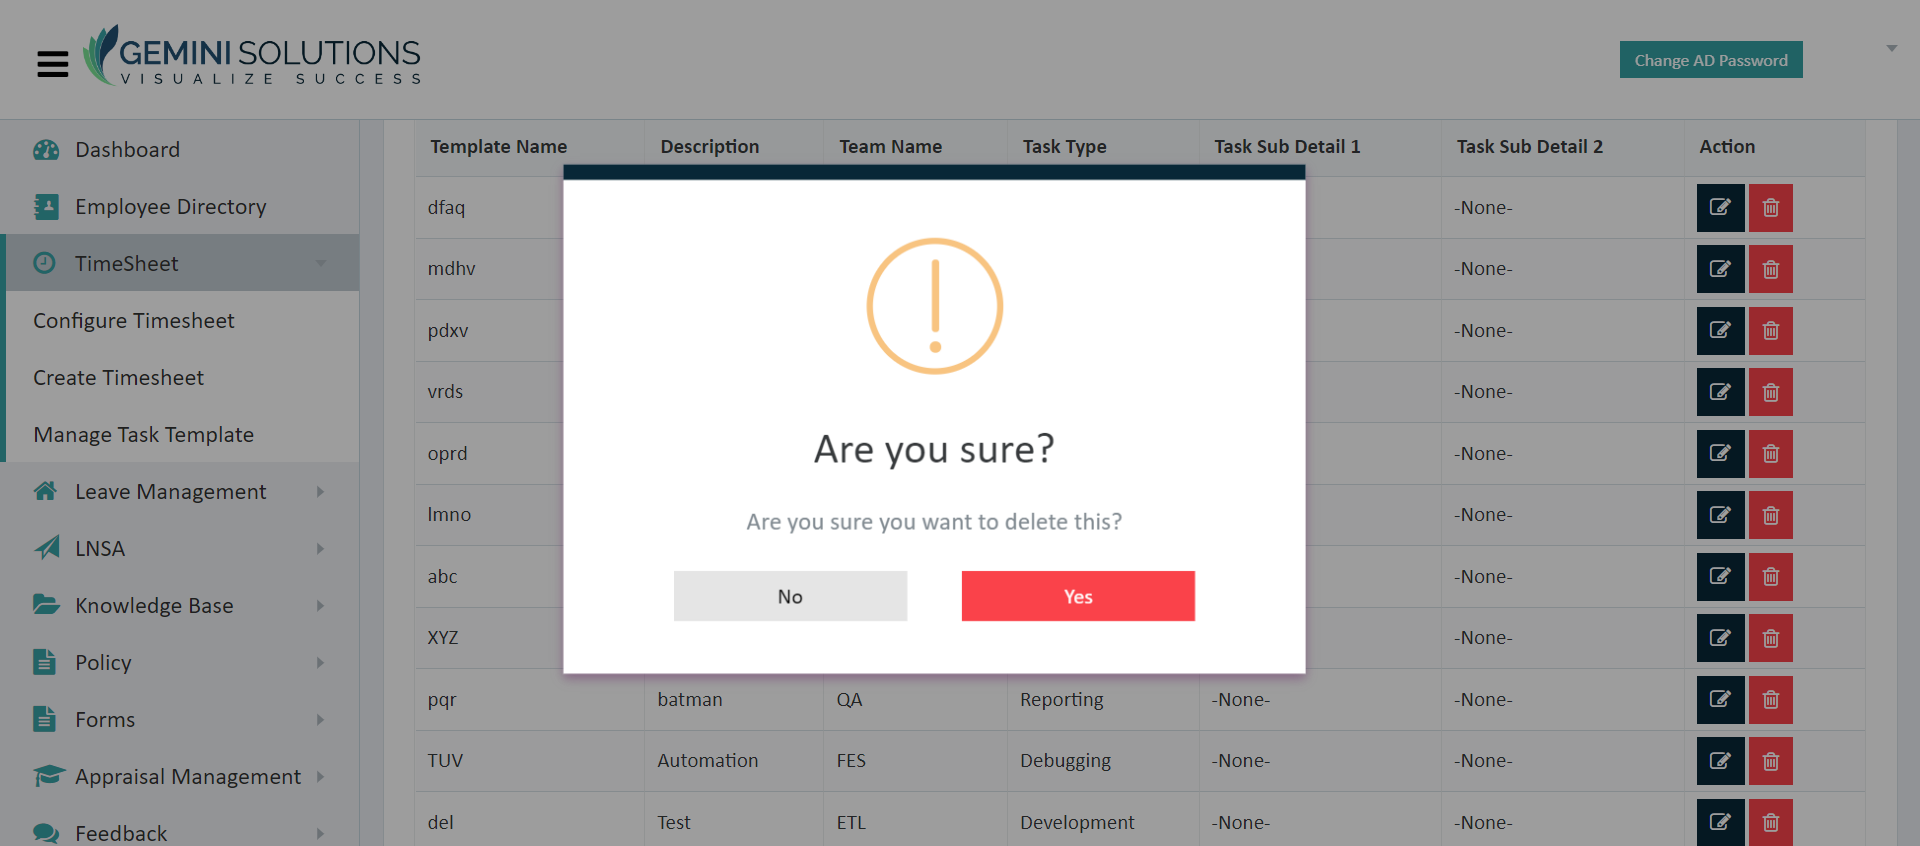 GEMINI SOLUTIONS
VISUALIZE SUCCESS
Change AD Password
Dashboard
Employee Directory
TimeSheet
Configure Timesheet
Create Timesheet
Manage Task Template
Leave Management
LNSA
Knowledge Base
Policy
Forms
Appraisal Management
Feedback
Template Name Description Team Name Task Type Task Sub Detail 1 Task Sub Detail 2 Action
dfaq -None-
mdhv -None-
pdxv -None-
vrds -None-
oprd -None-
lmno -None-
abc -None-
XYZ -None-
pqr batman QA Reporting -None- -None-
TUV Automation FES Debugging -None- -None-
del Test ETL Development -None- -None-
Are you sure?
Are you sure you want to delete this?
No Yes